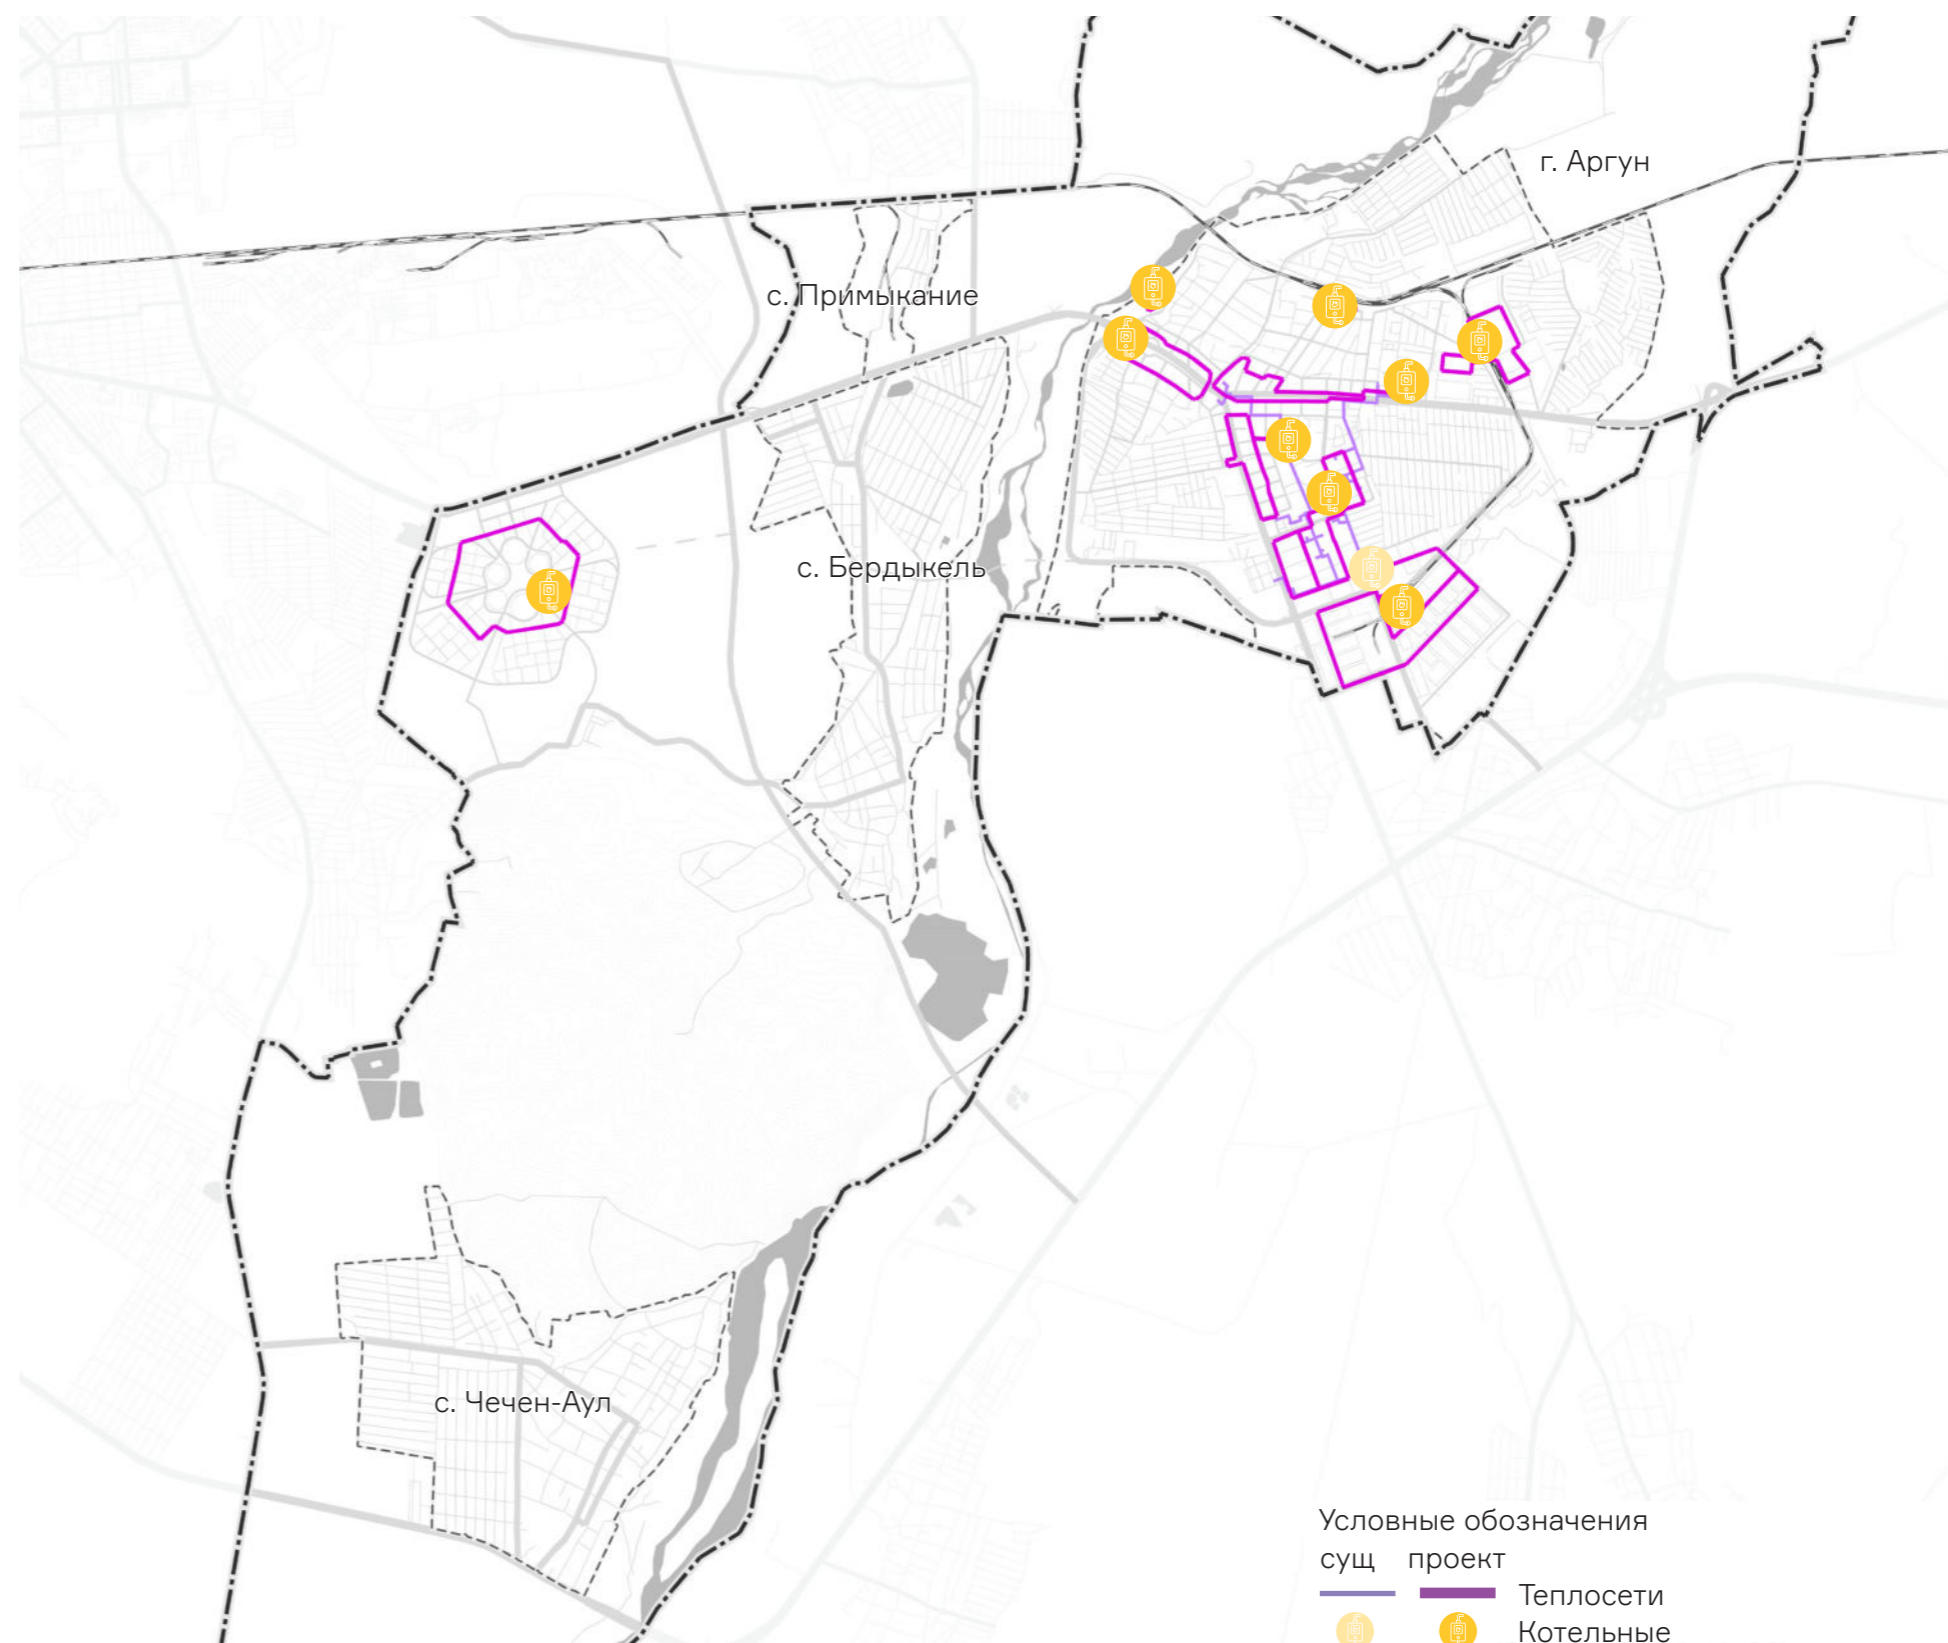 г. Аргун
с. Примыкание
с. Бердыкель
с. Чечен-Аул
Условные обозначения
сущ проект
Теплосети
Котельные